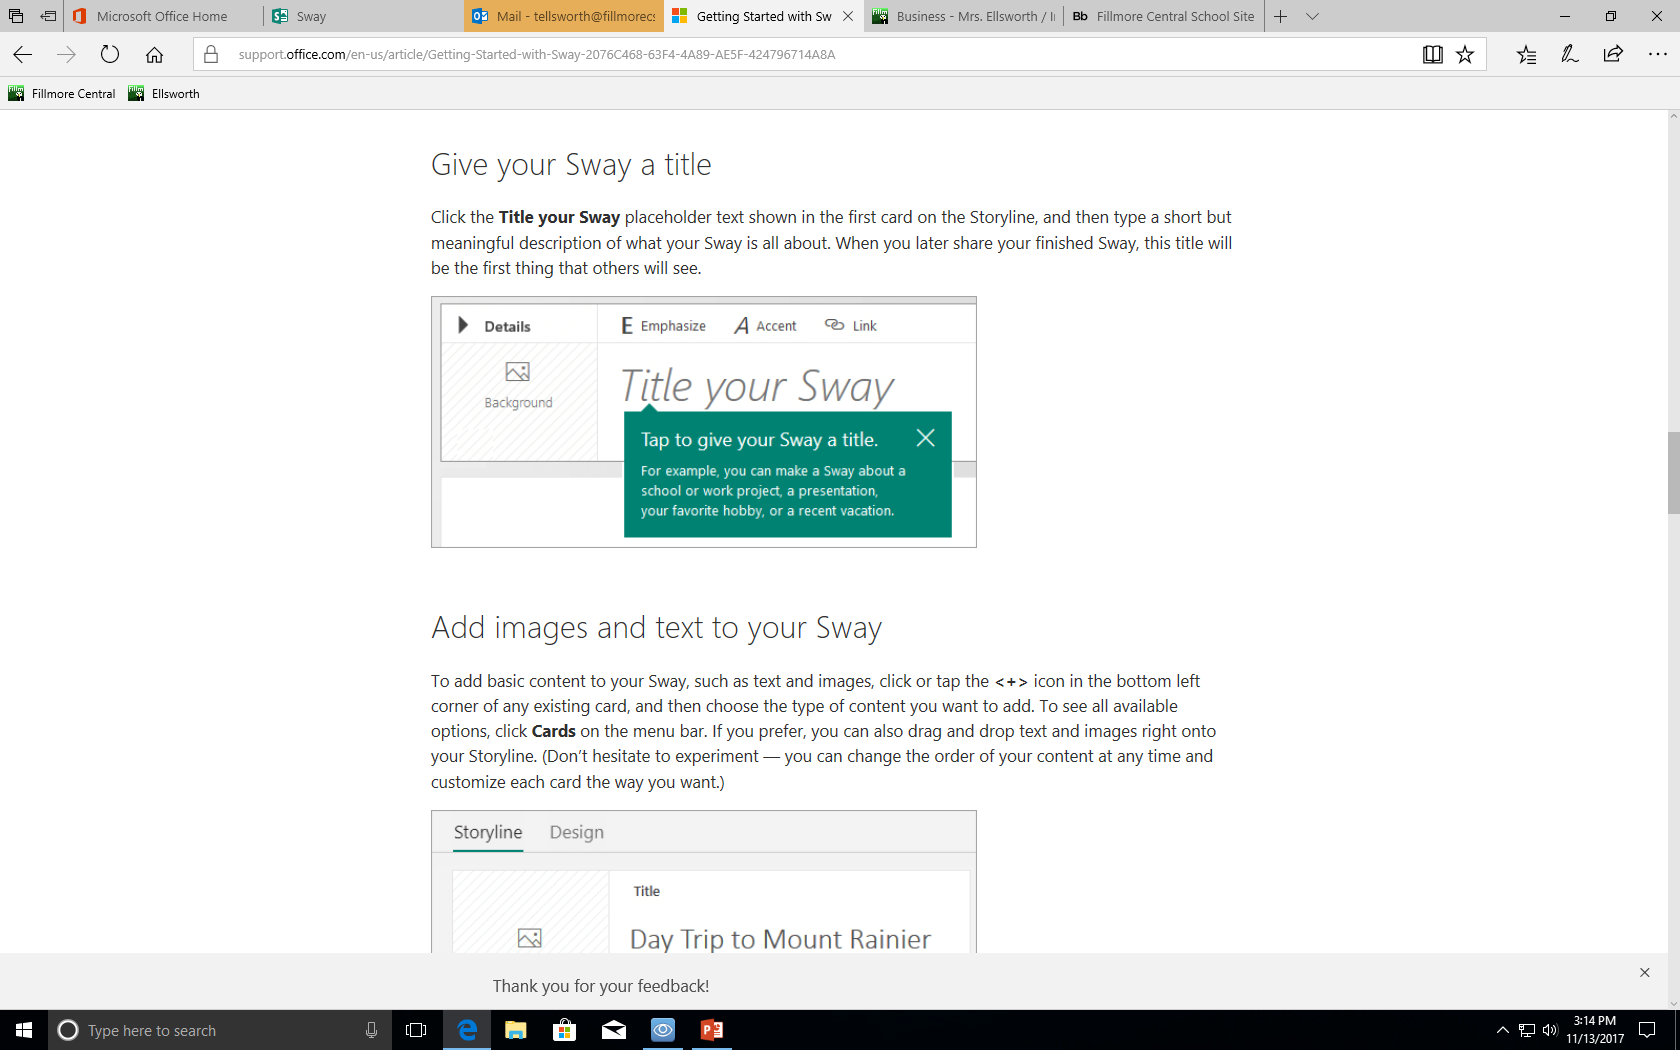 Microsoft Office Home
Sway
Mail - tellsworth@fillmorecs
Getting Started with Sw
Business - Mrs. Ellsworth / I
Bb Fillmore Central School Site
support.office.com/en-us/article/Getting-Started-with-Sway-2076C468-63F4-4A89-AE5F-424796714A8A
Fillmore Central
Ellsworth
Give your Sway a title
Click the Title your Sway placeholder text shown in the first card on the Storyline, and then type a short but
meaningful description of what your Sway is all about. When you later share your finished Sway, this title will
be the first thing that others will see.
Details
E Emphasize
A Accent
Link
Background
Title your Sway
Tap to give your Sway a title.
For example, you can make a Sway about a
school or work project, a presentation,
your favorite hobby, or a recent vacation.
Add images and text to your Sway
To add basic content to your Sway, such as text and images, click or tap the <+> icon in the bottom left
corner of any existing card, and then choose the type of content you want to add. To see all available
options, click Cards on the menu bar. If you prefer, you can also drag and drop text and images right onto
your Storyline. (Don’t hesitate to experiment — you can change the order of your content at any time and
customize each card the way you want.)
Storyline
Design
Title
Day Trip to Mount Rainier
Thank you for your feedback!
Type here to search
3:14 PM
11/13/2017